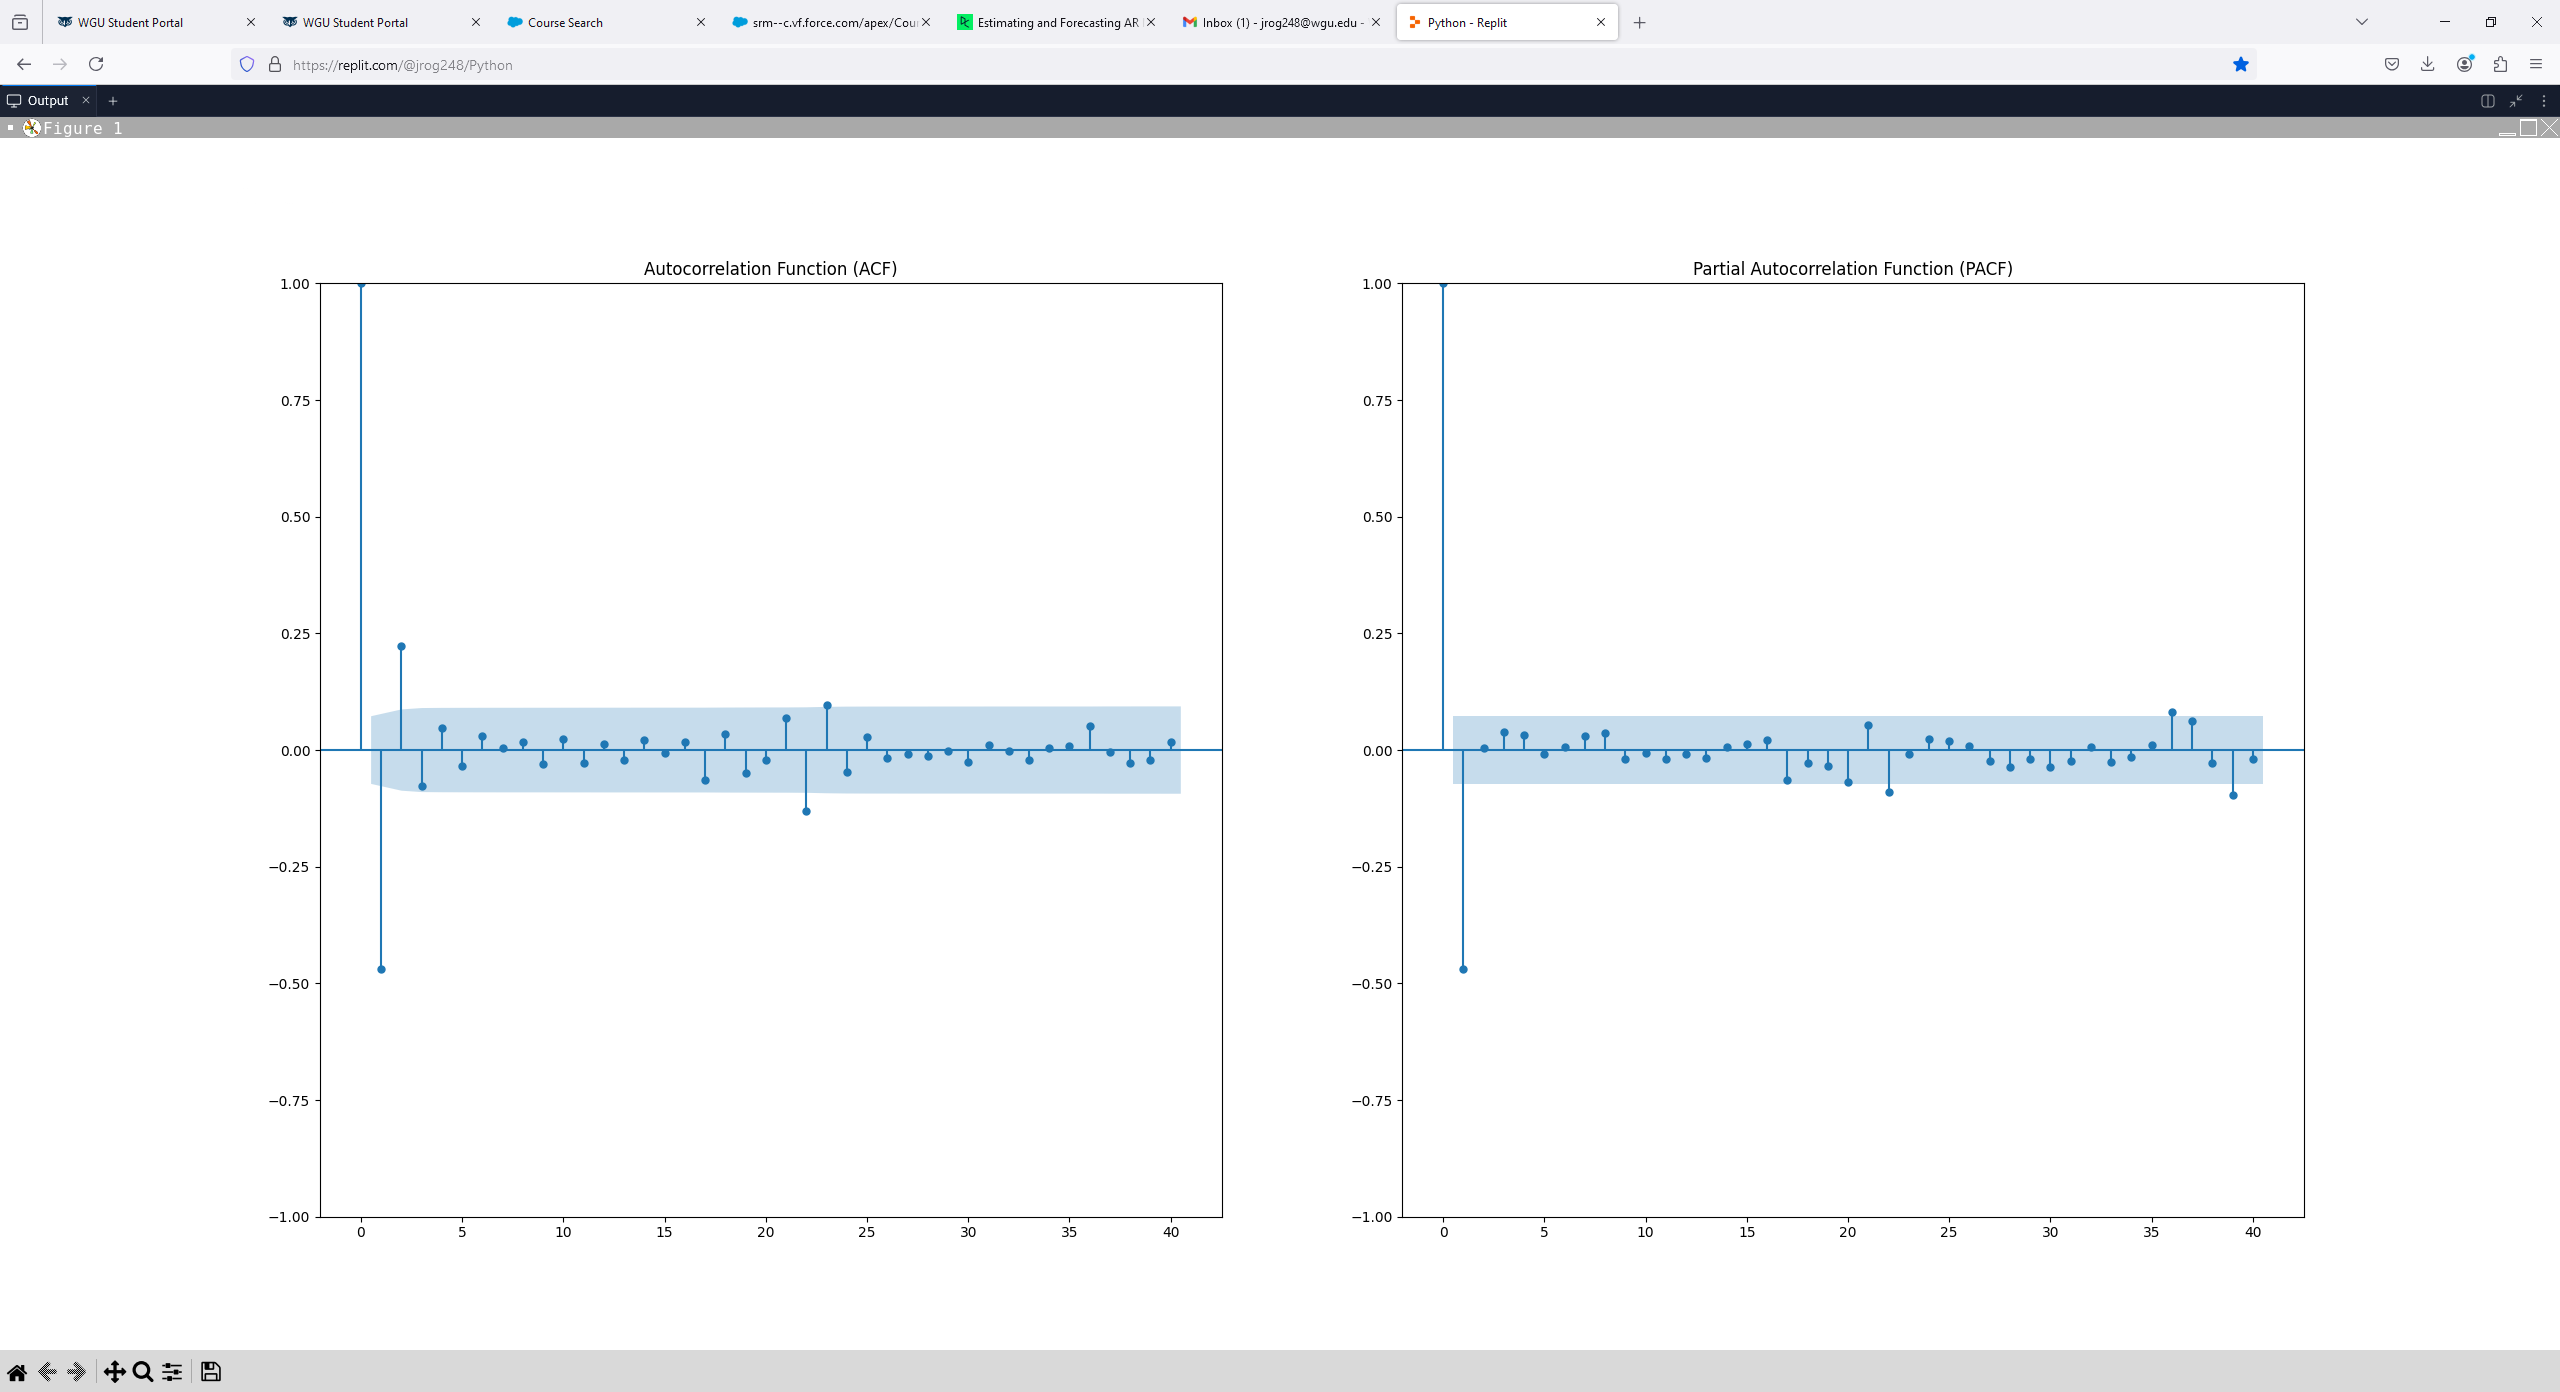 WGU Student Portal
WGU Student Portal
Course Search
srm--c.vf.force.com/apex/Cou
Estimating and Forecasting AR
Inbox (1) - jrog248@wgu.edu -
Python - Replit
https://replit.com/@jrog248/Python
Output
Figure 1
Autocorrelation Function (ACF)
1.00
0.75
0.50
0.25
0.00
−0.25
−0.50
−0.75
−1.00
0 5 10 15 20 25 30 35 40
Partial Autocorrelation Function (PACF)
1.00
0.75
0.50
0.25
0.00
−0.25
−0.50
−0.75
−1.00
0 5 10 15 20 25 30 35 40